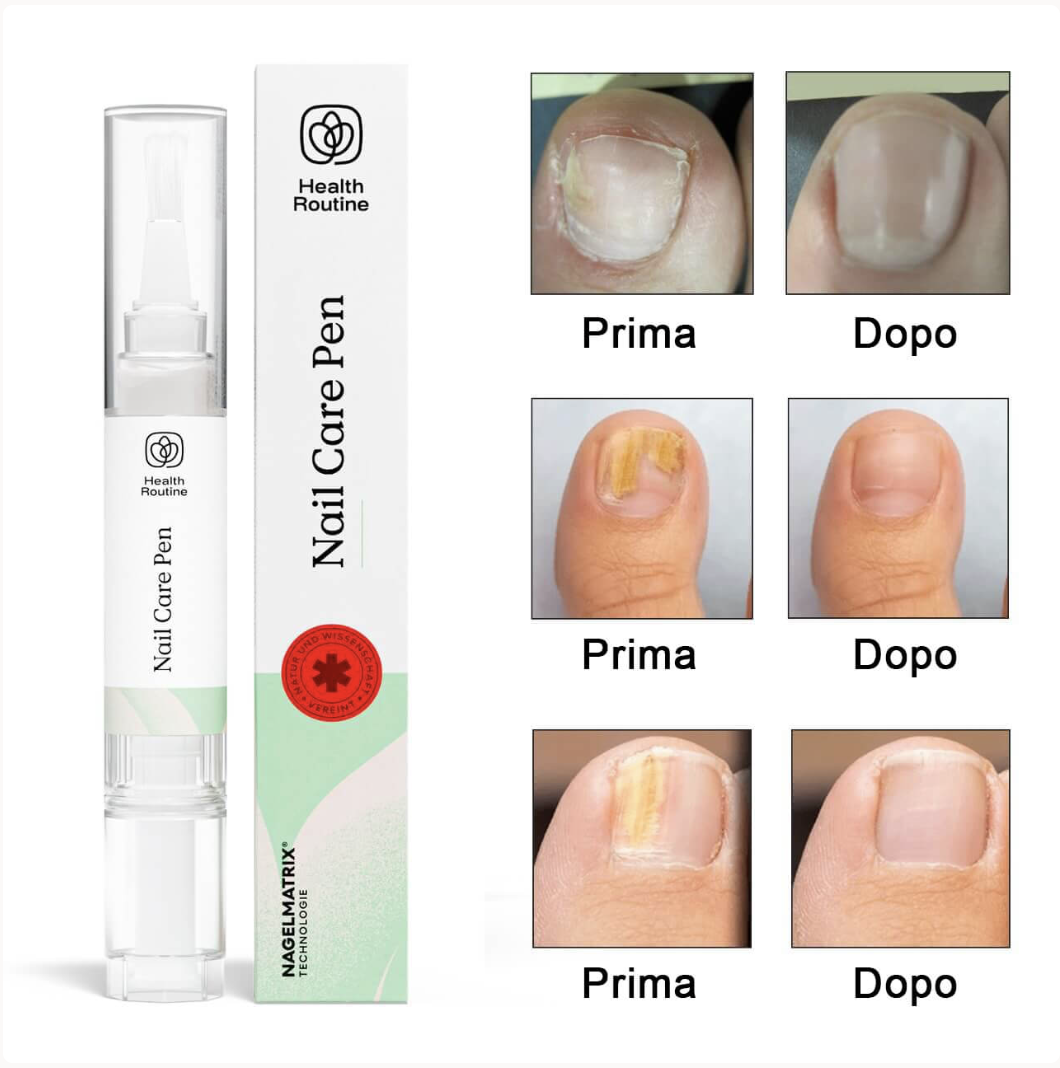 Health
Routine
Nail Care Pen
Health
Routine
Nail Care Pen
NATUR UND WISSENSCHAFT
VEREINT
NAGELMATRIX®
TECHNOLOGIE
Prima
Dopo
Prima
Dopo
Prima
Dopo